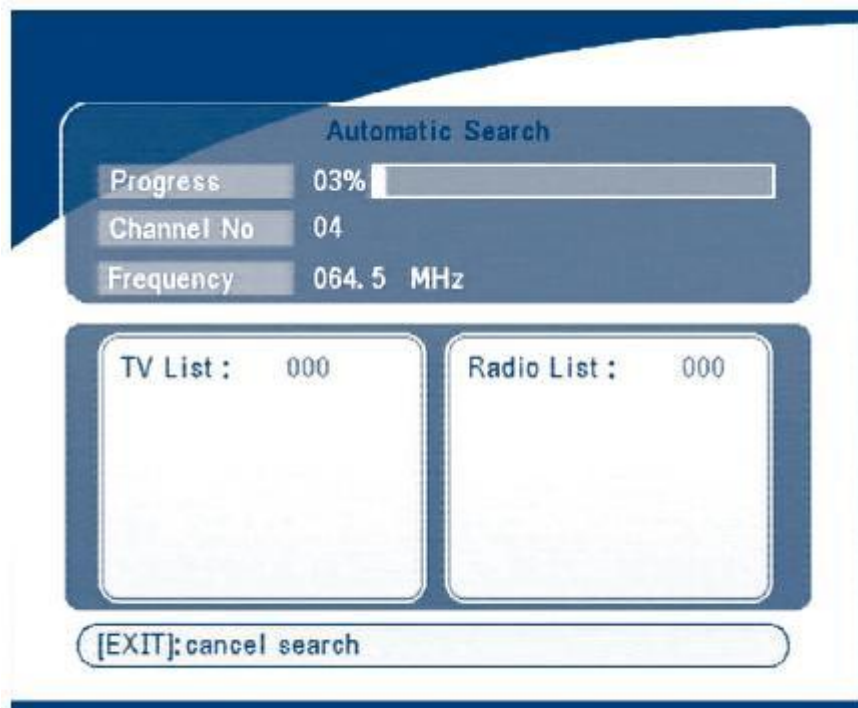 Automatic Search
Progress 03%
Channel No 04
Frequency 064.5 MHz
TV List : 000 Radio List : 000
[EXIT]:cancel search